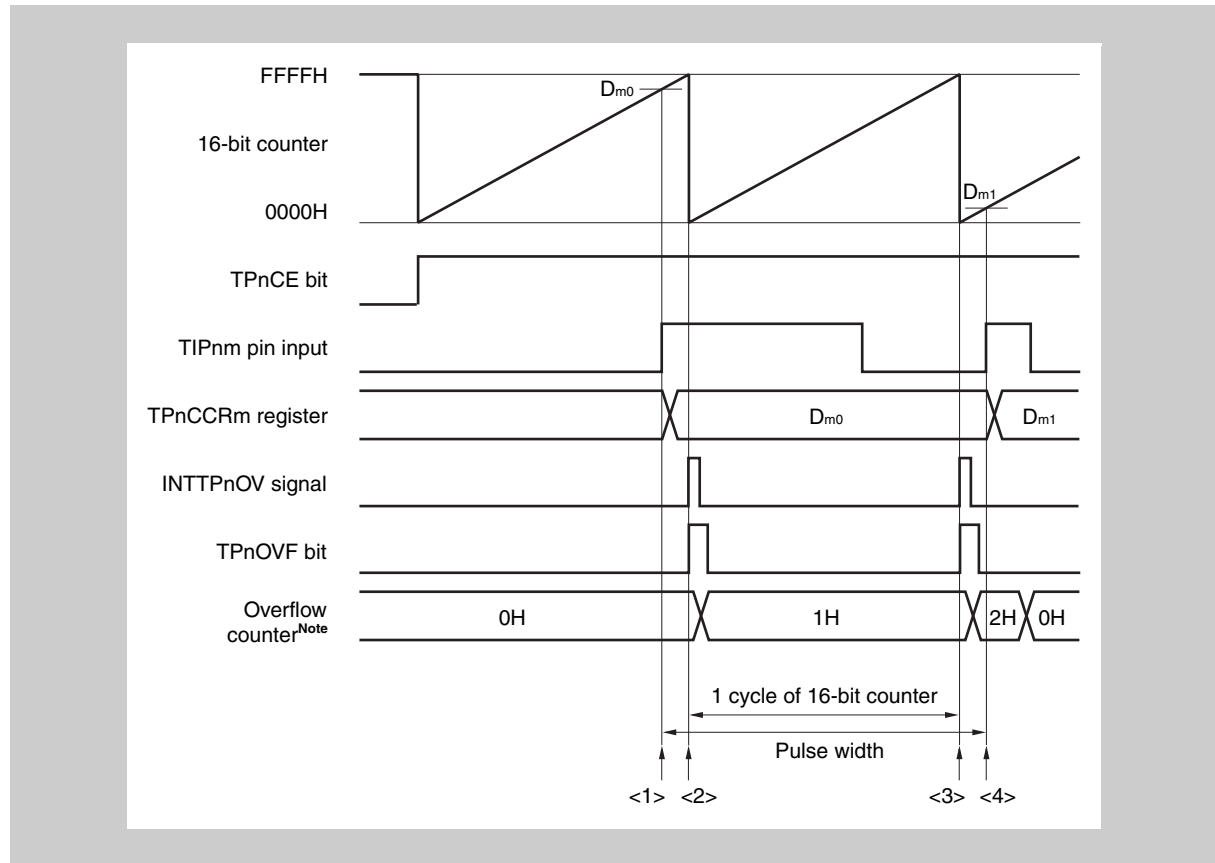 FFFFH
Dm0
16-bit counter
Dm1
0000H
TPnCE bit
TIPnm pin input
TPnCCRm register
Dm0
Dm1
INTTPnOV signal
TPnOVF bit
Overflow
counterNote
0H
1H
2H
0H
1 cycle of 16-bit counter
Pulse width
<1> <2> <3> <4>